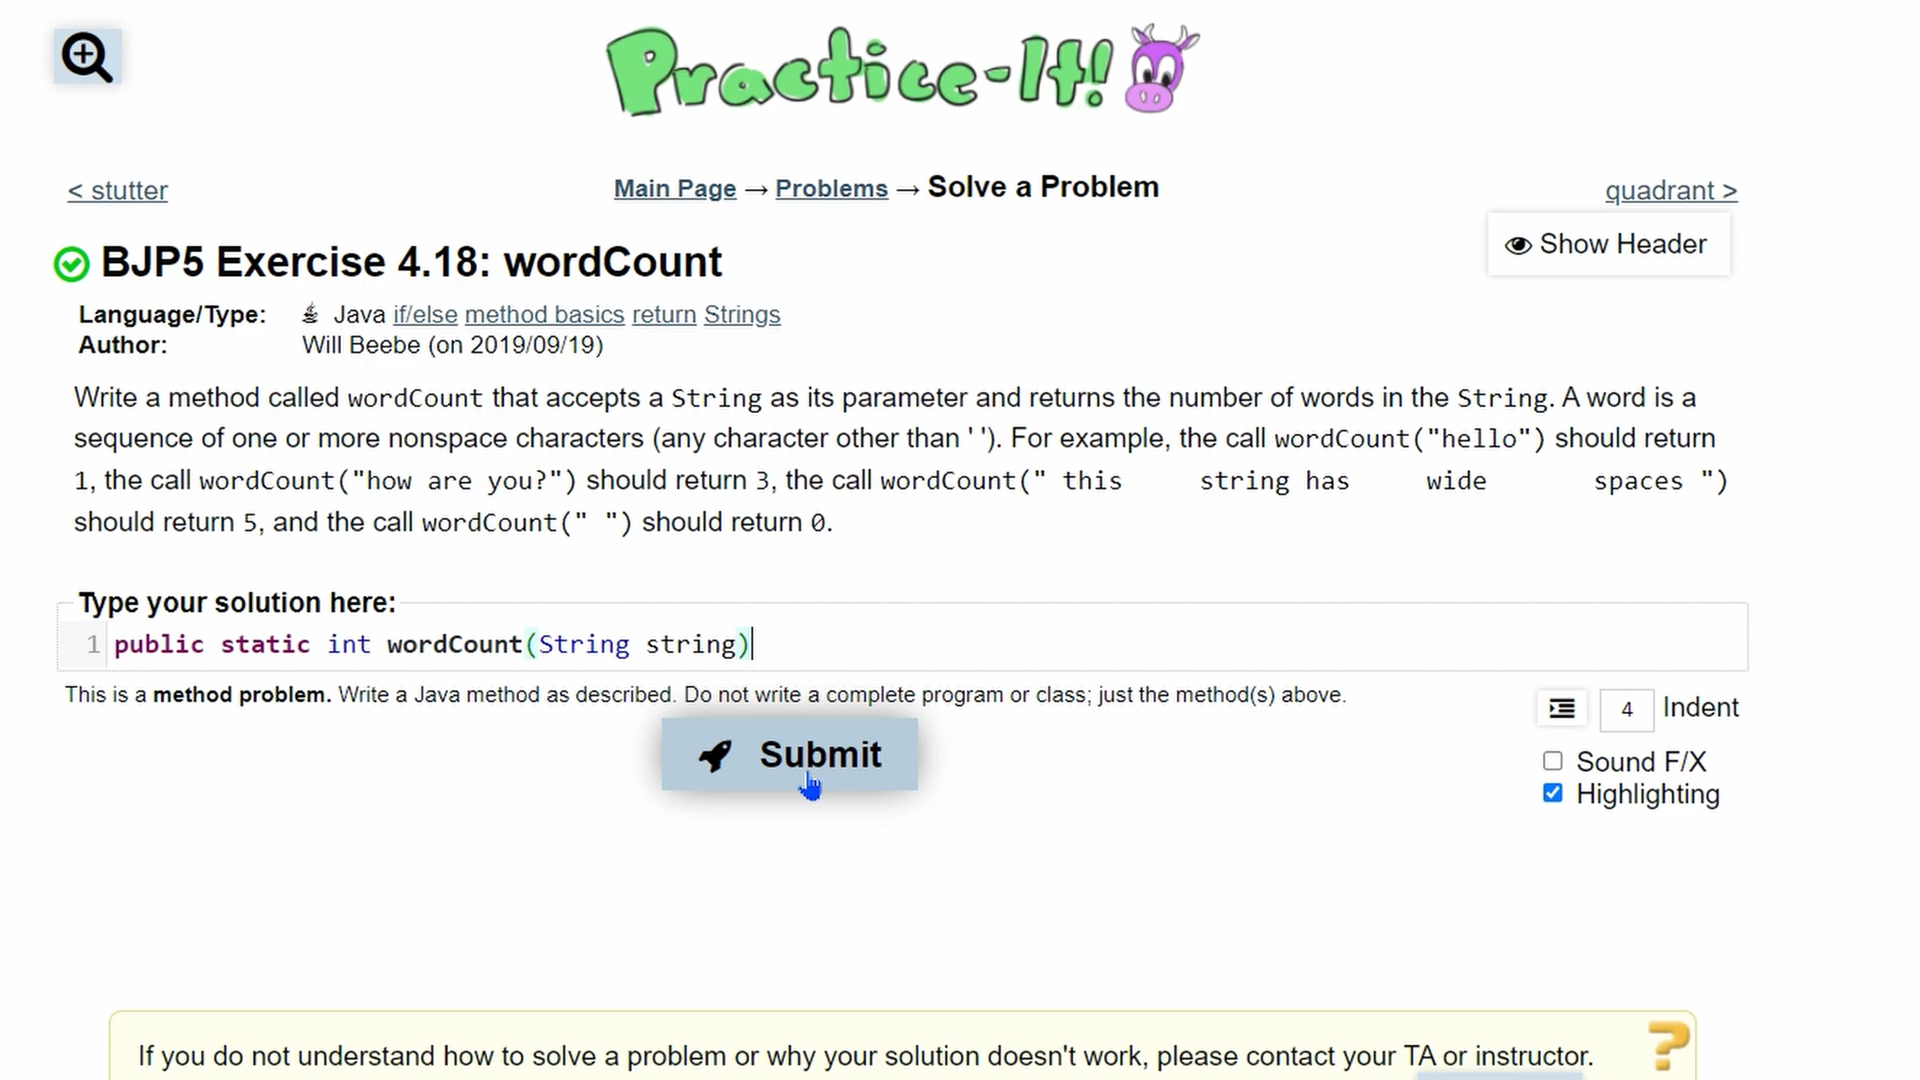 Practice-It!
< stutter
Main Page → Problems → Solve a Problem
quadrant >
Show Header
BJP5 Exercise 4.18: wordCount
Language/Type: Java if/else method basics return Strings
Author: Will Beebe (on 2019/09/19)
Write a method called wordCount that accepts a String as its parameter and returns the number of words in the String. A word is a
sequence of one or more nonspace characters (any character other than ' '). For example, the call wordCount("hello") should return
1, the call wordCount("how are you?") should return 3, the call wordCount(" this     string has     wide       spaces ")
should return 5, and the call wordCount(" ") should return 0.
Type your solution here:
1 public static int wordCount(String string)
This is a method problem. Write a Java method as described. Do not write a complete program or class; just the method(s) above.
4 Indent
Submit
Sound F/X
Highlighting
If you do not understand how to solve a problem or why your solution doesn't work, please contact your TA or instructor.
?